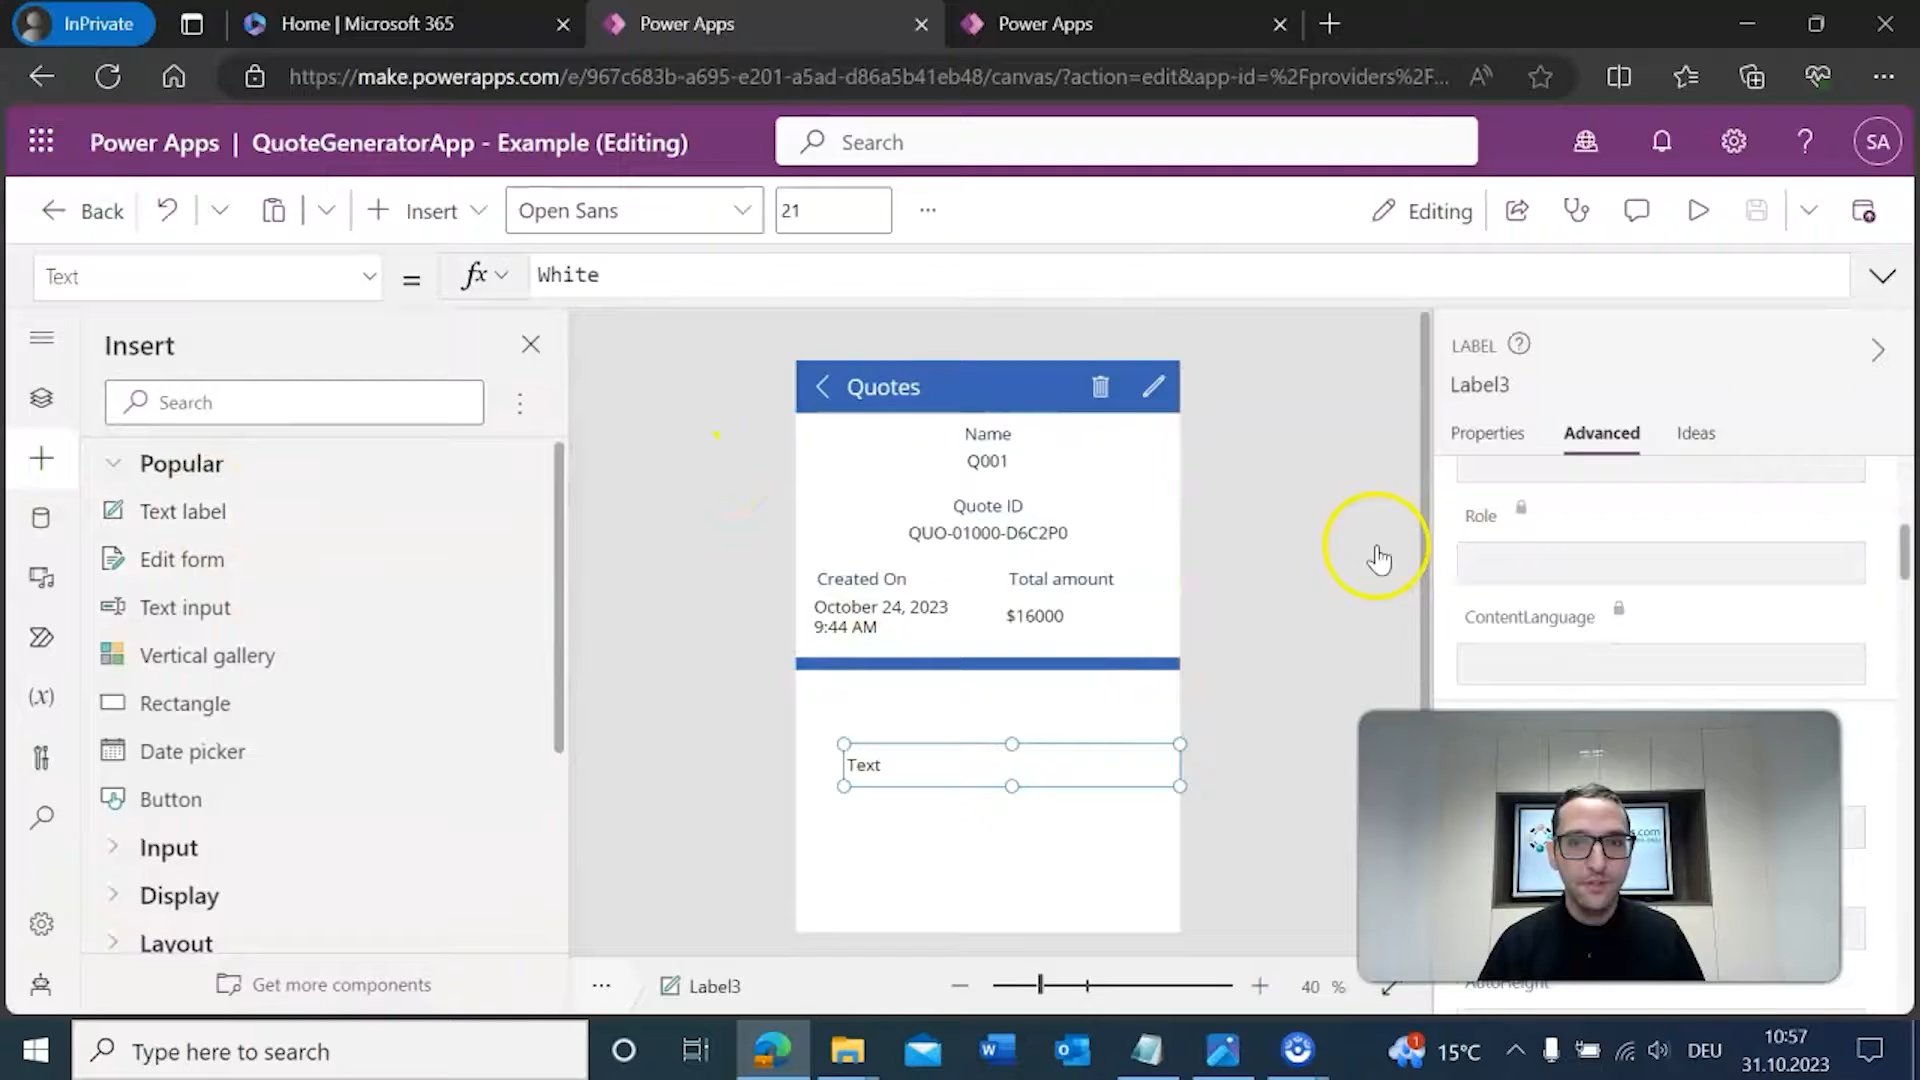 InPrivate
Home | Microsoft 365
Power Apps
Power Apps
https://make.powerapps.com/e/967c683b-a695-e201-a5ad-d86a5b41eb48/canvas/?action=edit&app-id=%2Fproviders%2F...
Power Apps | QuoteGeneratorApp - Example (Editing)
Search
SA
Back
Insert
Open Sans
21
...
Editing
Text
=
fx
White
Insert
Search
Popular
Text label
Edit form
Text input
Vertical gallery
Rectangle
Date picker
Button
Input
Display
Layout
Get more components
Quotes
Name
Q001
Quote ID
QUO-01000-D6C2P0
Created On
Total amount
October 24, 2023
9:44 AM
$16000
Text
...
Label3
40 %
LABEL
Label3
Properties
Advanced
Ideas
Role
ContentLanguage
AutoHeight
Type here to search
1
15°C
DEU
10:57
31.10.2023